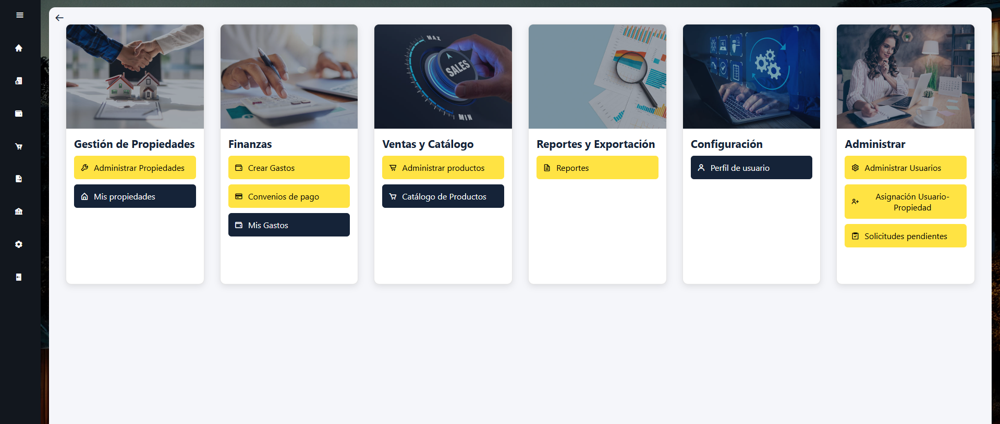 MAX
SALES
MIN
Gestión de Propiedades
Administrar Propiedades
Mis propiedades
Finanzas
Crear Gastos
Convenios de pago
Mis Gastos
Ventas y Catálogo
Administrar productos
Catálogo de Productos
Reportes y Exportación
Reportes
Configuración
Perfil de usuario
Administrar
Administrar Usuarios
Asignación Usuario-
Propiedad
Solicitudes pendientes